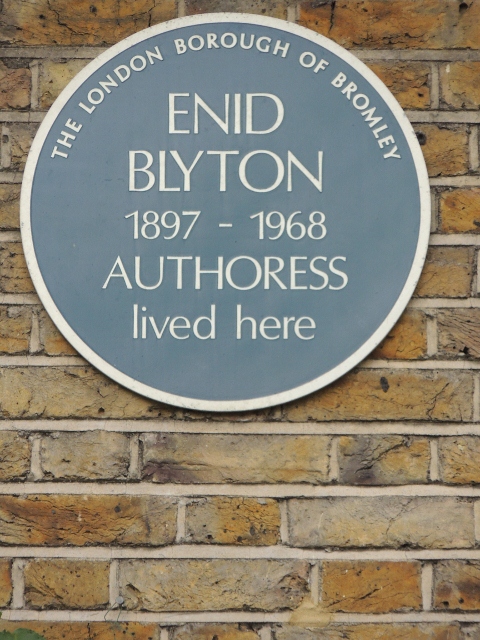 THE LONDON BOROUGH OF BROMLEY
ENID
BLYTON
1897 - 1968
AUTHORESS
lived here